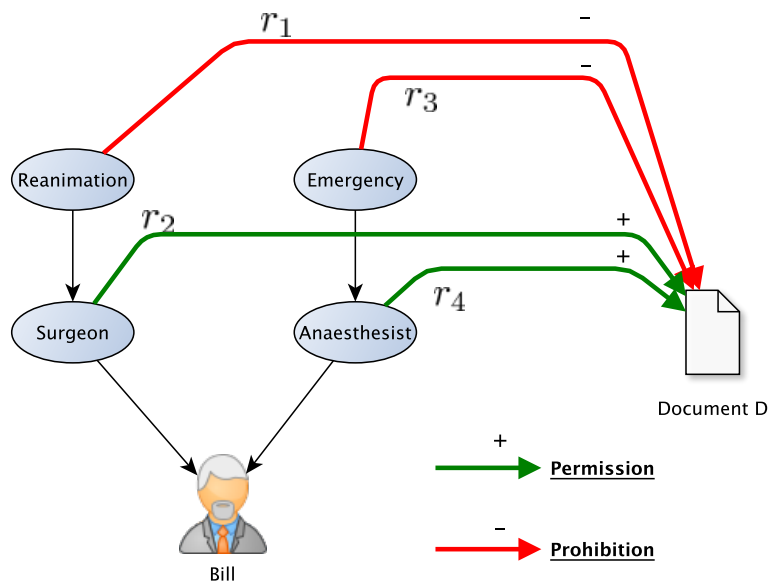 r1
−
−
r3
Reanimation
Emergency
r2
+
+
r4
Surgeon
Anaesthesist
Document D
+
Permission
−
Prohibition
Bill